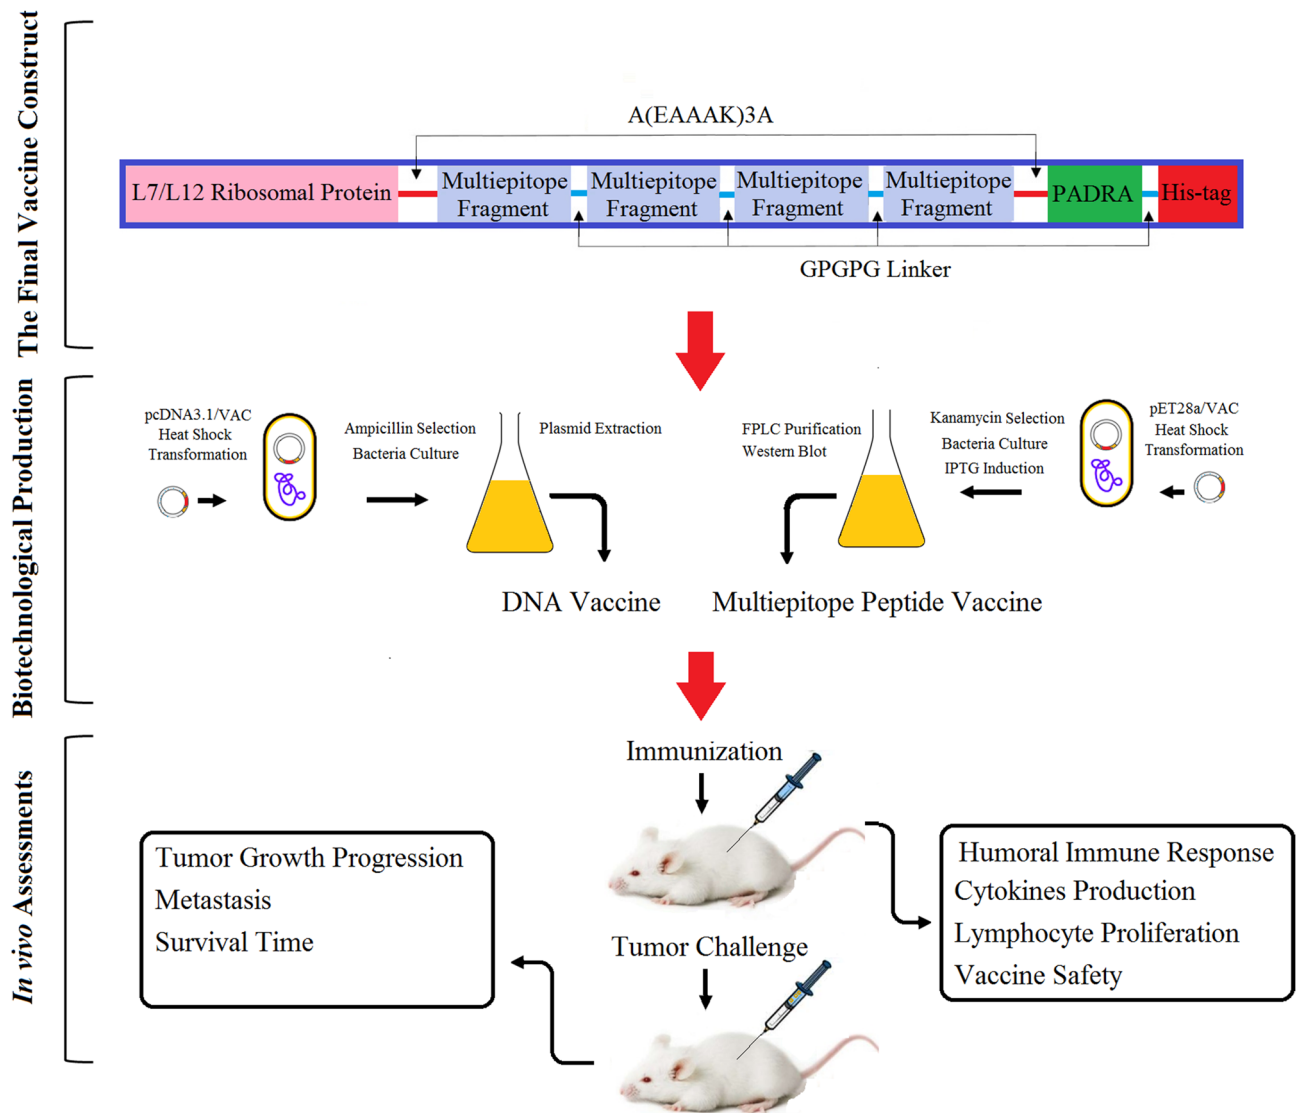 The Final Vaccine Construct
A(EAAAK)3A
L7/L12 Ribosomal Protein
Multiepitope
Fragment
Multiepitope
Fragment
Multiepitope
Fragment
Multiepitope
Fragment
PADRA
His-tag
GPGPG Linker
Biotechnological Production
pcDNA3.1/VAC
Heat Shock
Transformation
Ampicillin Selection
Bacteria Culture
Plasmid Extraction
FPLC Purification
Western Blot
Kanamycin Selection
Bacteria Culture
IPTG Induction
pET28a/VAC
Heat Shock
Transformation
DNA Vaccine
Multiepitope Peptide Vaccine
In vivo Assessments
Immunization
Tumor Growth Progression
Metastasis
Survival Time
Humoral Immune Response
Cytokines Production
Lymphocyte Proliferation
Vaccine Safety
Tumor Challenge